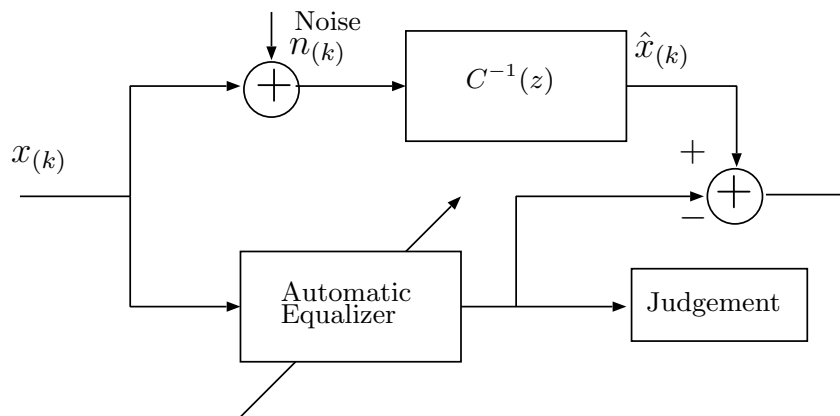 Noise
n(k)
C⁻¹(z)
x̂(k)
x(k)
+
+
+
−
Automatic
Equalizer
Judgement